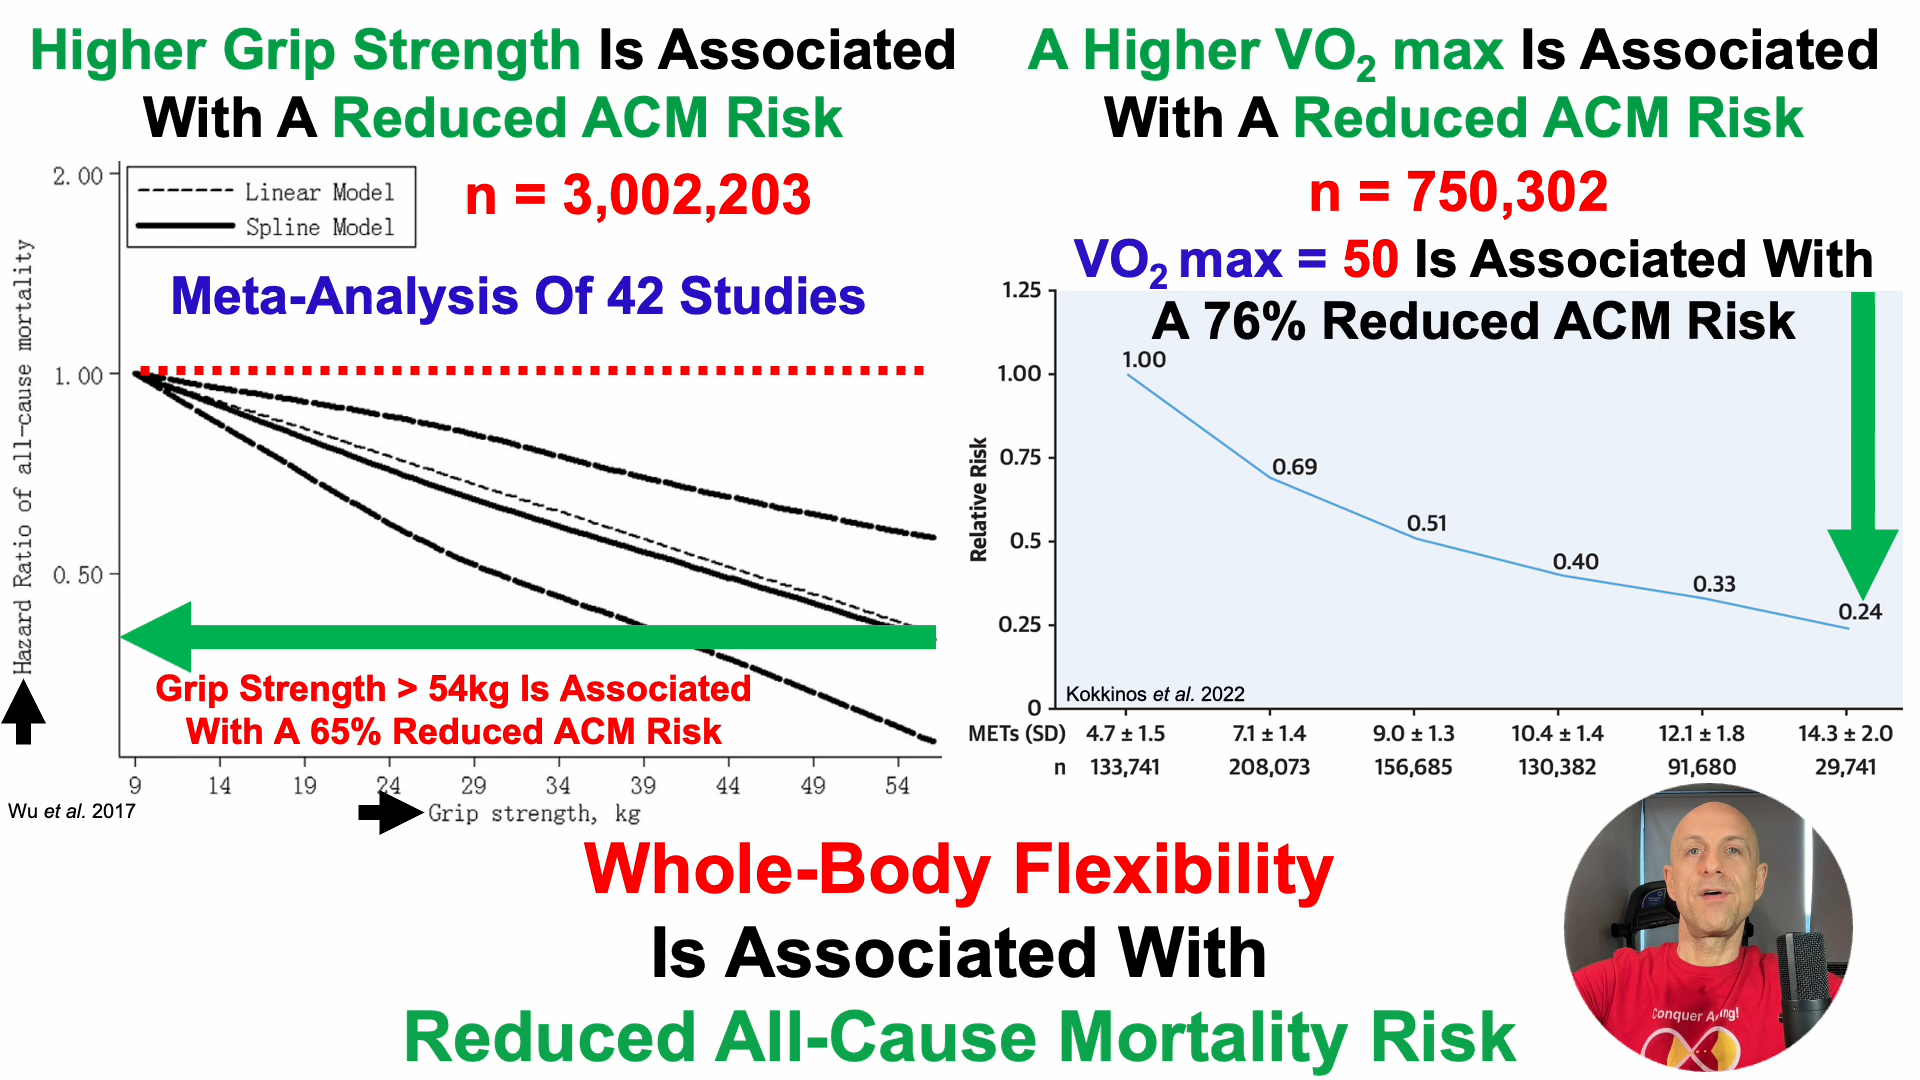 Higher Grip Strength Is Associated
With A Reduced ACM Risk
n = 3,002,203
Meta-Analysis Of 42 Studies
Linear Model
Spline Model
2.00
1.00
0.50
Hazard Ratio of all-cause mortality
Grip Strength > 54kg Is Associated
With A 65% Reduced ACM Risk
9 14 19 24 29 34 39 44 49 54
Grip strength, kg
Wu et al. 2017
A Higher VO₂ max Is Associated
With A Reduced ACM Risk
n = 750,302
VO₂ max = 50 Is Associated With
A 76% Reduced ACM Risk
1.25
1.00
0.75
0.5
0.25
0
Relative Risk
1.00
0.69
0.51
0.40
0.33
0.24
Kokkinos et al. 2022
METs (SD) 4.7 ± 1.5 7.1 ± 1.4 9.0 ± 1.3 10.4 ± 1.4 12.1 ± 1.8 14.3 ± 2.0
n 133,741 208,073 156,685 130,382 91,680 29,741
Whole-Body Flexibility
Is Associated With
Reduced All-Cause Mortality Risk